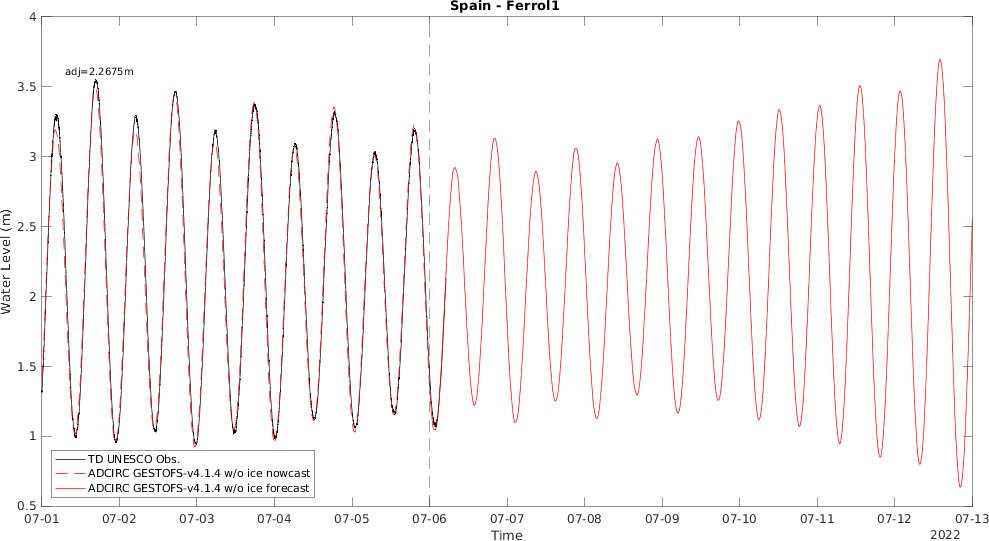 Spain - Ferrol1
adj=2.2675m
4
3.5
3
2.5
2
1.5
1
0.5
Water Level (m)
TD UNESCO Obs.
ADCIRC GESTOFS-v4.1.4 w/o ice nowcast
ADCIRC GESTOFS-v4.1.4 w/o ice forecast
07-01 07-02 07-03 07-04 07-05 07-06 07-07 07-08 07-09 07-10 07-11 07-12 07-13
Time
2022